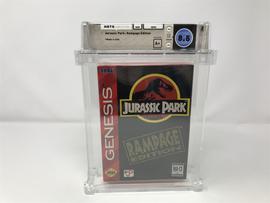 Jurassic Park: Rampage Edition
8.5
A+
SEGA
GENESIS
JURASSIC PARK
RAMPAGE
EDITION